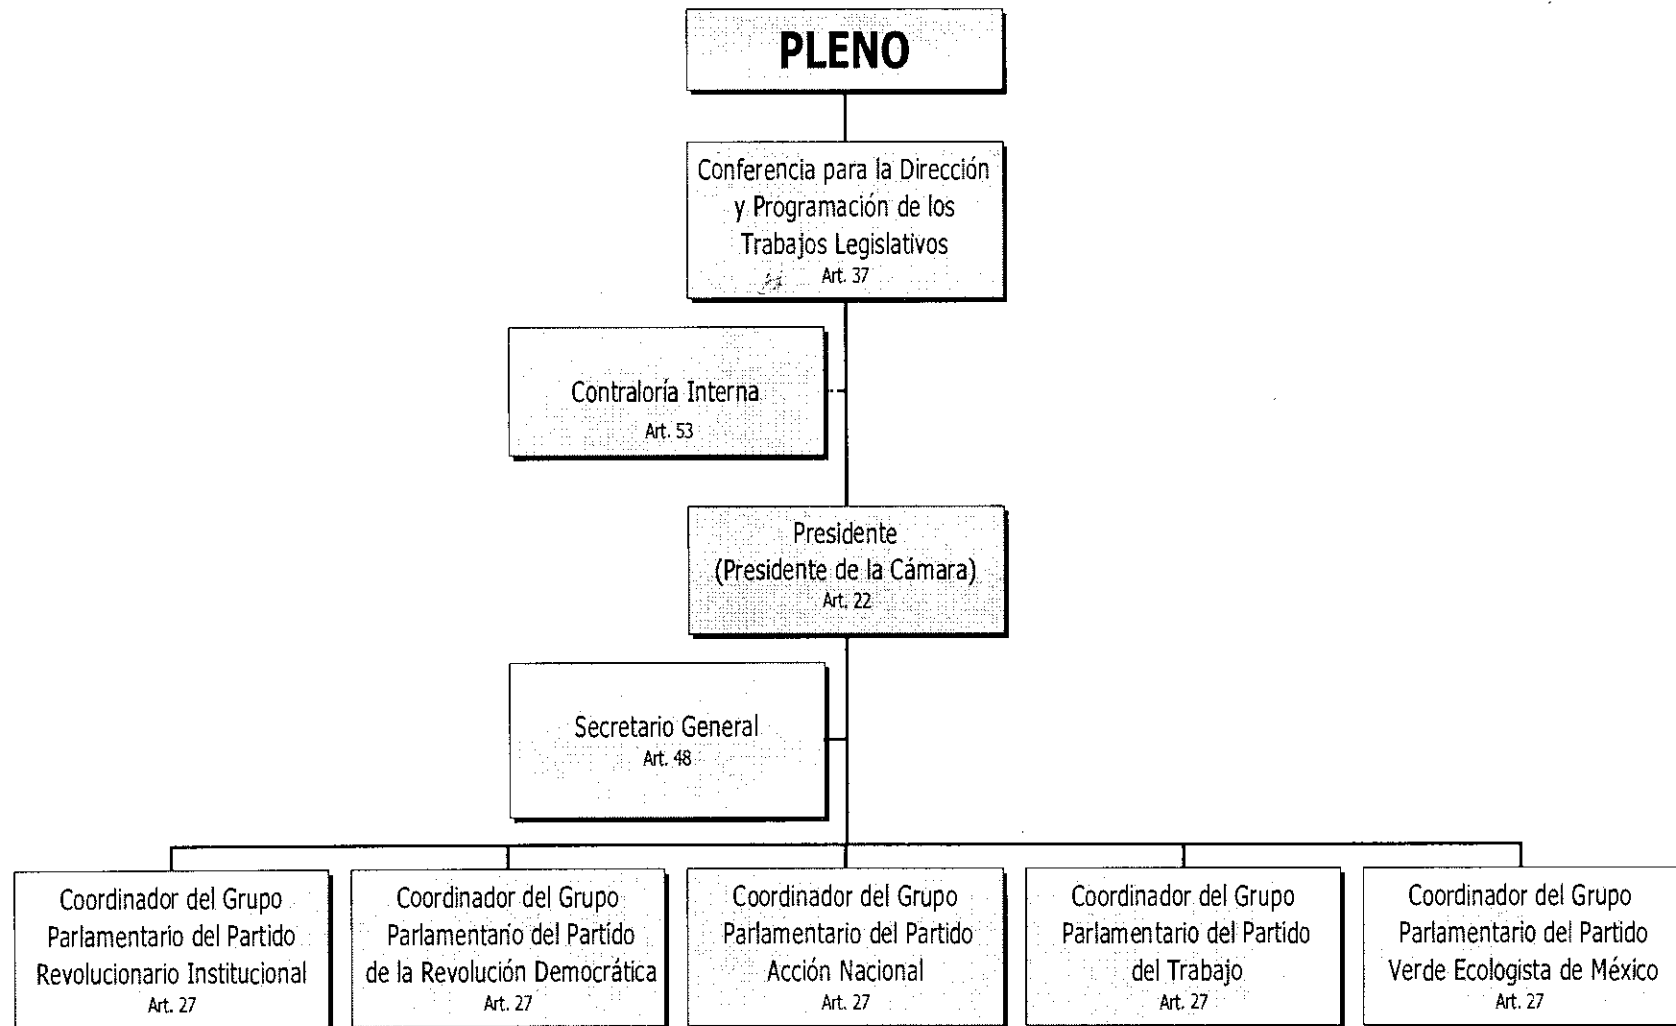 PLENO
Conferencia para la Dirección
y Programación de los
Trabajos Legislativos
Art. 37
Contraloría Interna
Art. 53
Presidente
(Presidente de la Cámara)
Art. 22
Secretario General
Art. 48
Coordinador del Grupo
Parlamentario del Partido
Revolucionario Institucional
Art. 27
Coordinador del Grupo
Parlamentario del Partido
de la Revolución Democrática
Art. 27
Coordinador del Grupo
Parlamentario del Partido
Acción Nacional
Art. 27
Coordinador del Grupo
Parlamentario del Partido
del Trabajo
Art. 27
Coordinador del Grupo
Parlamentario del Partido
Verde Ecologista de México
Art. 27